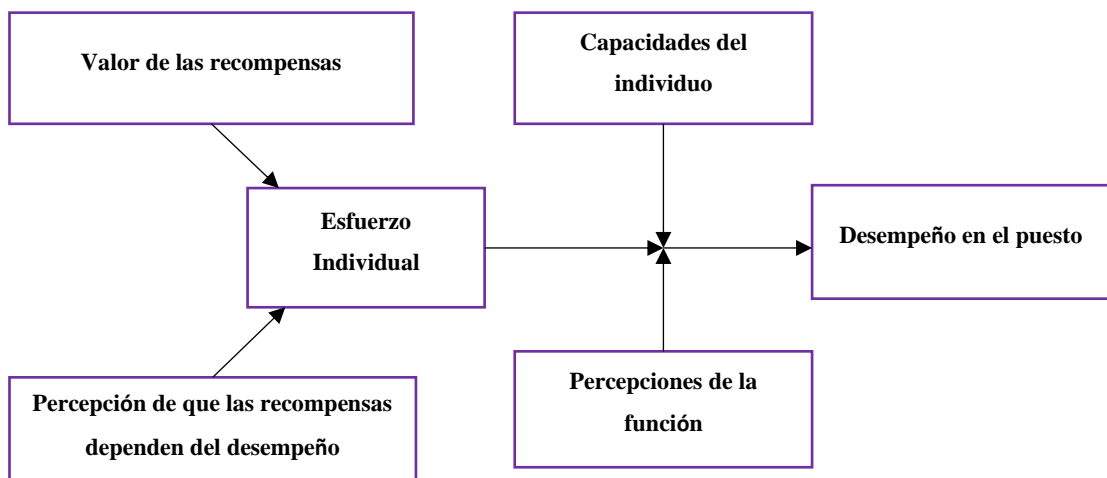 Valor de las recompensas
Capacidades del
individuo
Esfuerzo
Individual
Desempeño en el puesto
Percepción de que las recompensas
dependen del desempeño
Percepciones de la
función